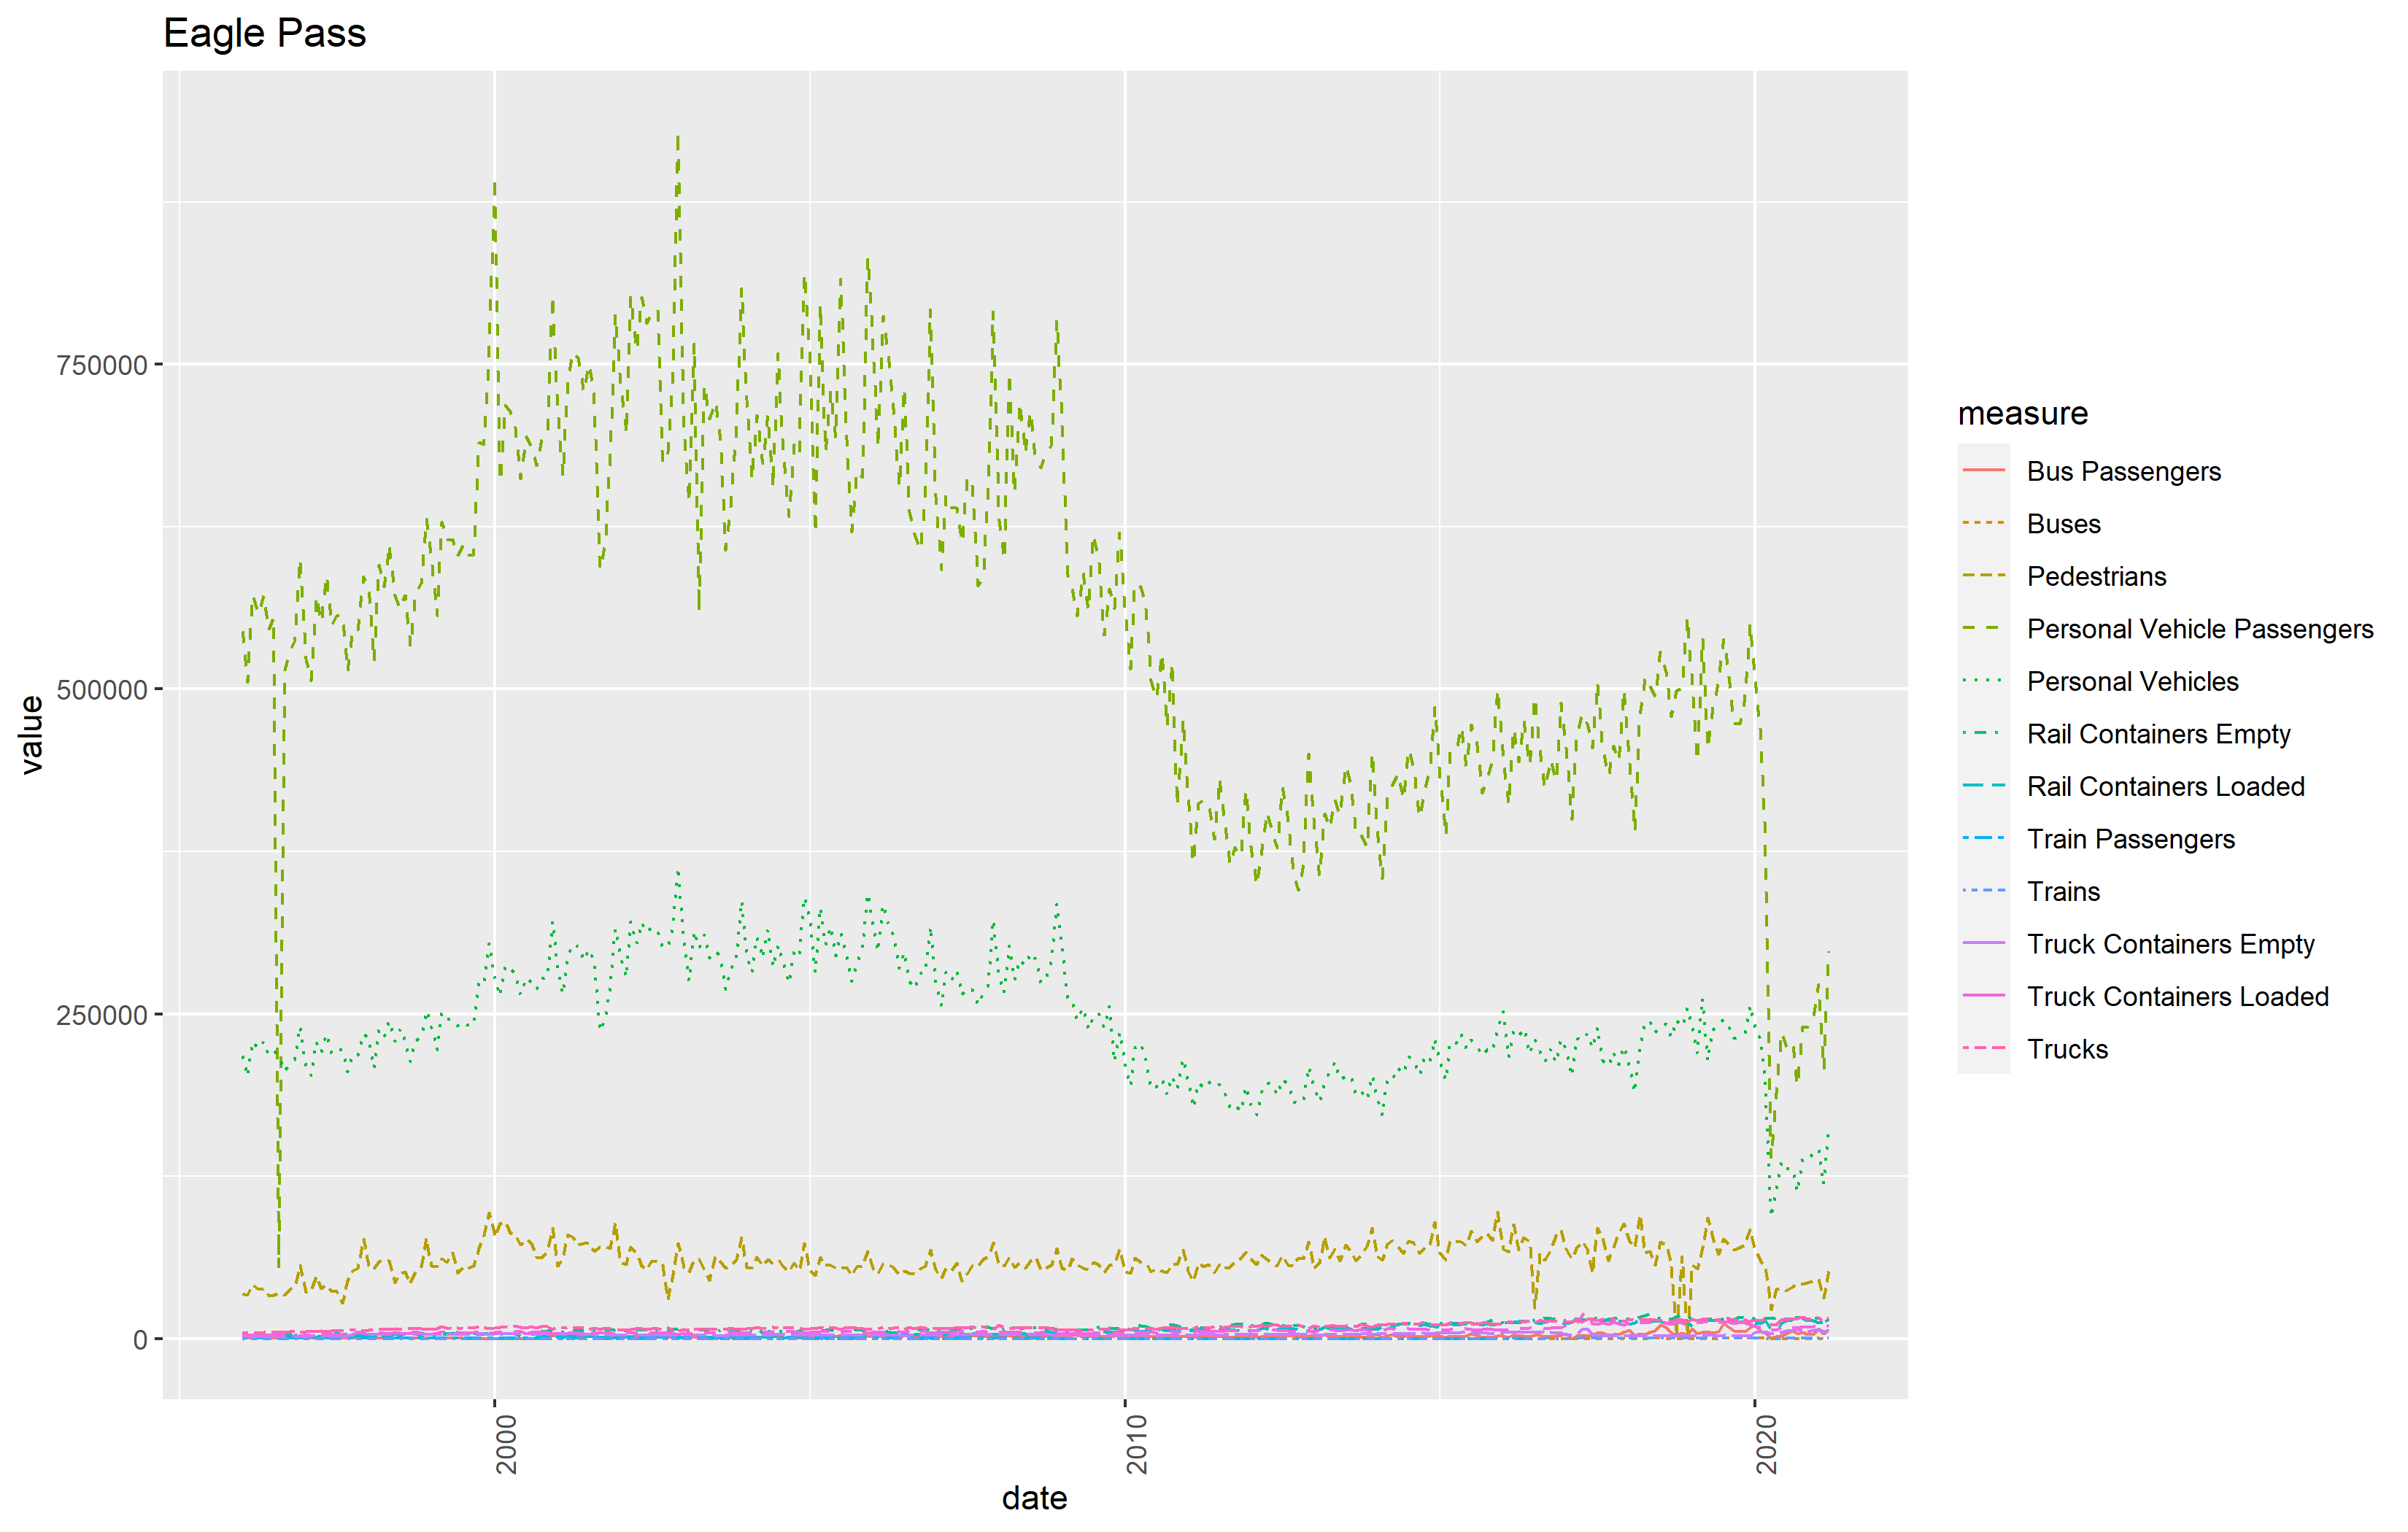 Eagle Pass
value
750000
500000
250000
0
2000
2010
2020
date
measure
Bus Passengers
Buses
Pedestrians
Personal Vehicle Passengers
Personal Vehicles
Rail Containers Empty
Rail Containers Loaded
Train Passengers
Trains
Truck Containers Empty
Truck Containers Loaded
Trucks